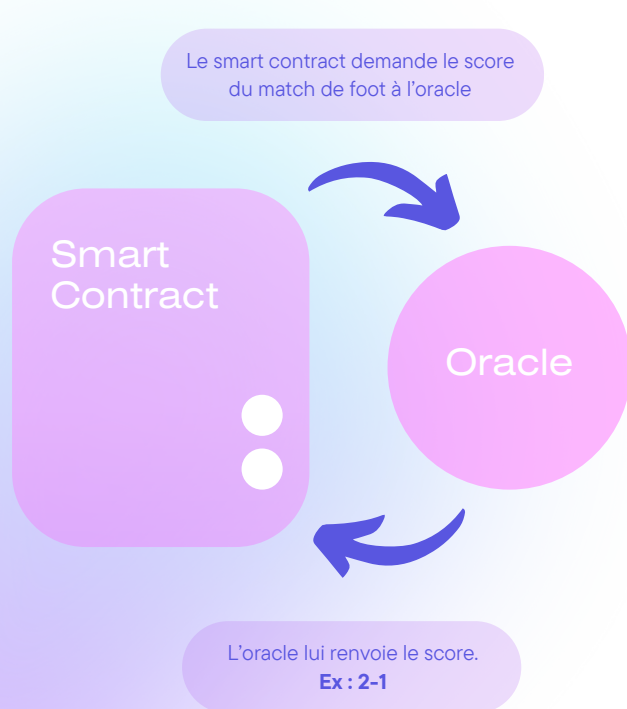 Le smart contract demande le score
du match de foot à l’oracle
Smart
Contract
Oracle
L’oracle lui renvoie le score.
Ex : 2-1